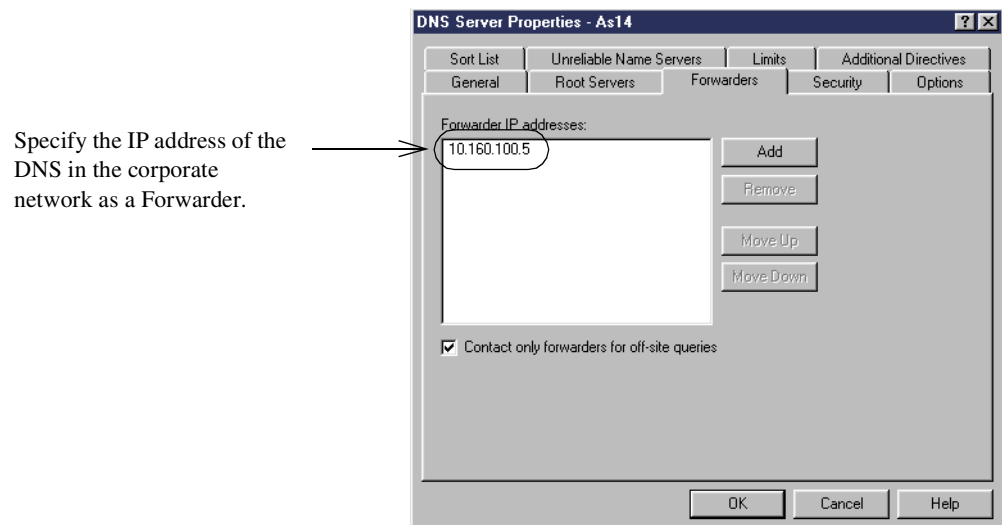 DNS Server Properties - As14
Sort List Unreliable Name Servers Limits Additional Directives
General Root Servers Forwarders Security Options
Specify the IP address of the
DNS in the corporate
network as a Forwarder.
Forwarder IP addresses:
10.160.100.5
Add
Remove
Move Up
Move Down
Contact only forwarders for off-site queries
OK Cancel Help